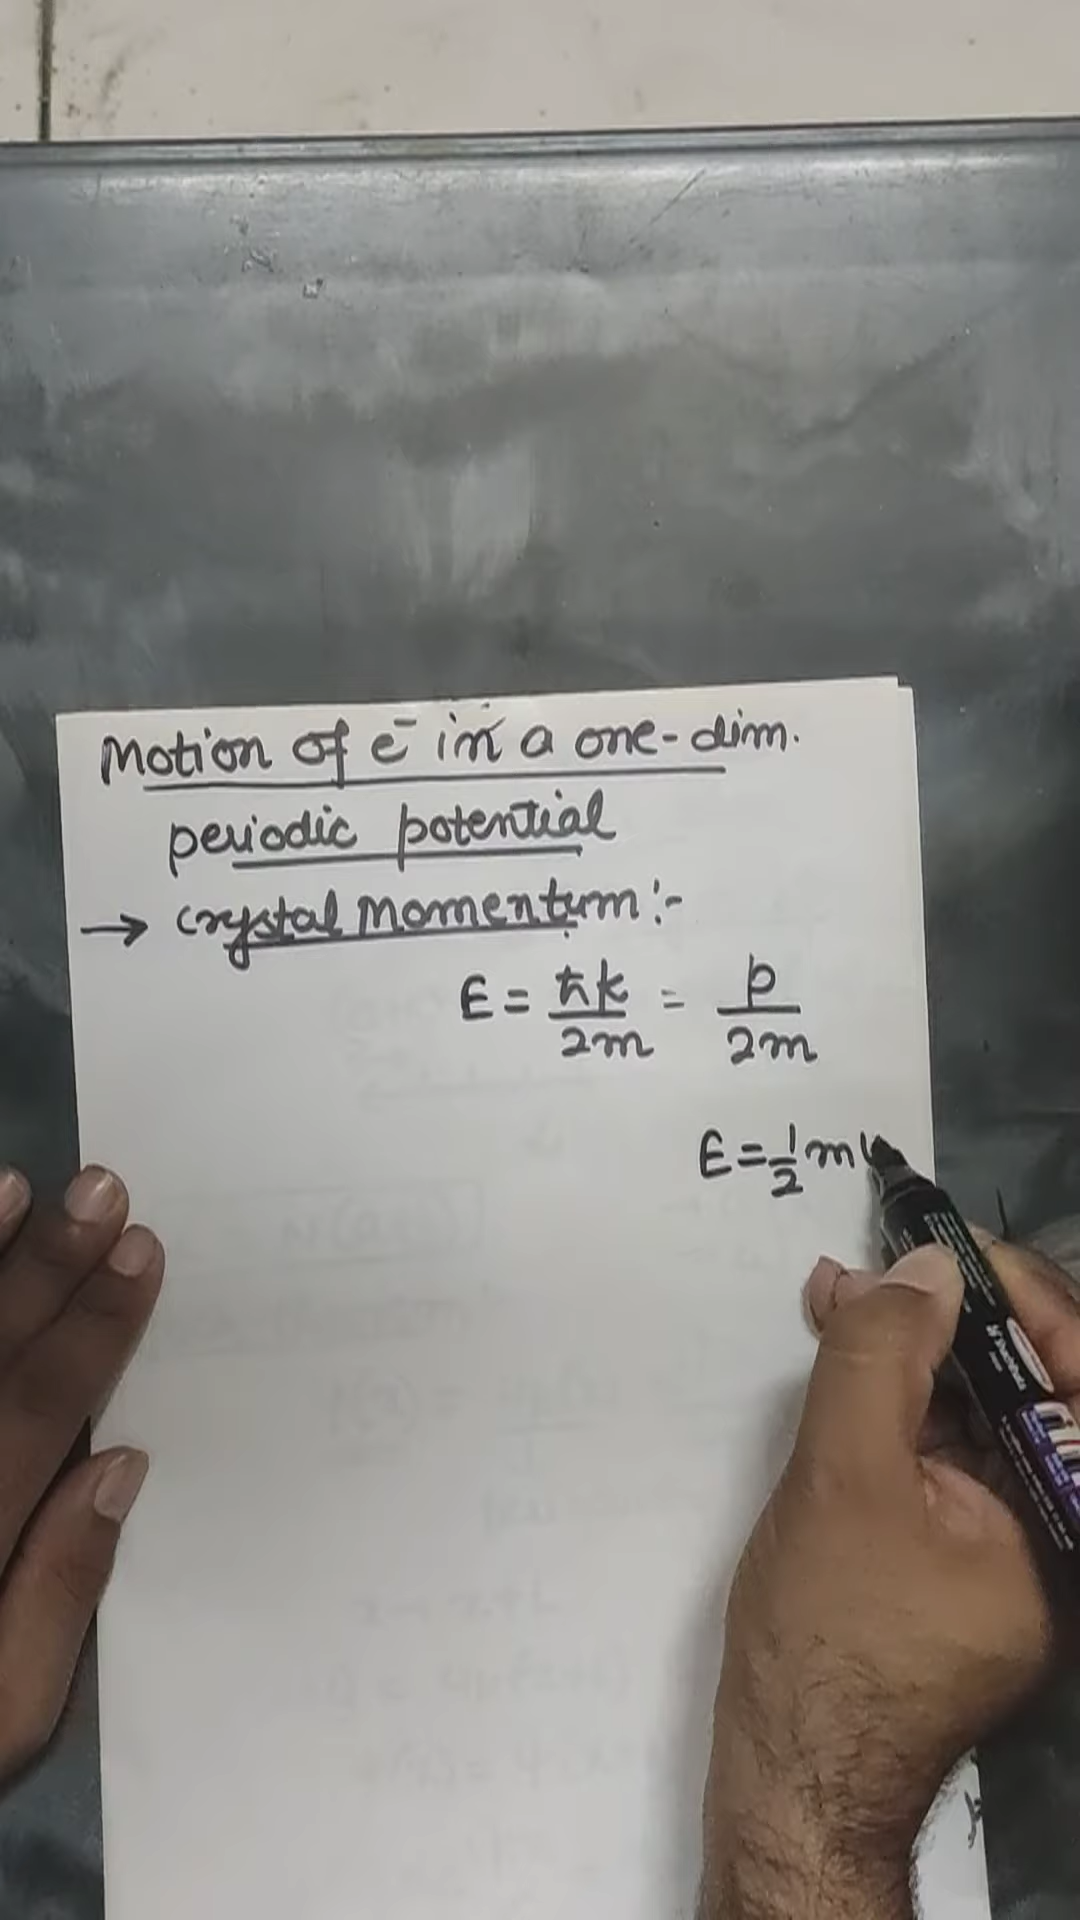 Motion of e⁻ in a one-dim.
periodic potential
→ Crystal Momentum :-
E = ħk/2m = p/2m
E = 1/2 m